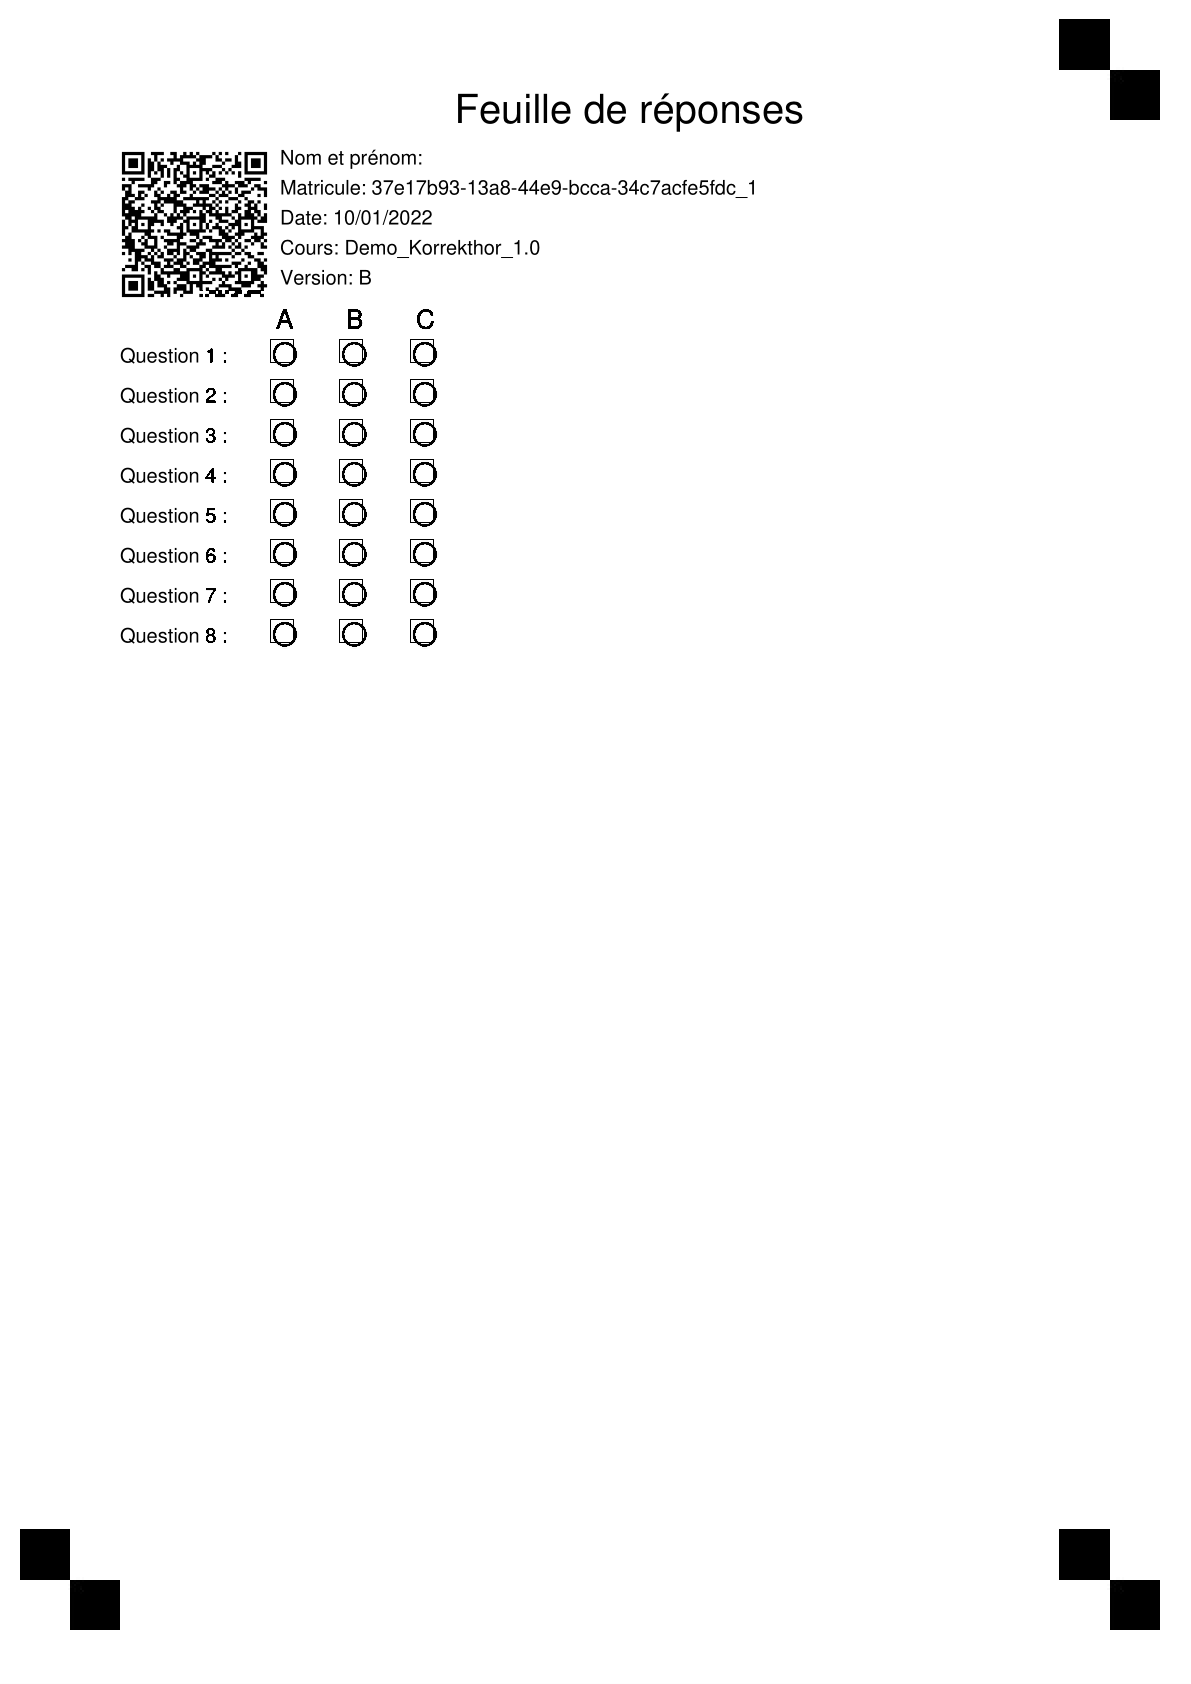 Feuille de réponses
Nom et prénom:
Matricule: 37e17b93-13a8-44e9-bcca-34c7acfe5fdc_1
Date: 10/01/2022
Cours: Demo_Korrekthor_1.0
Version: B
A B C
Question 1 :
Question 2 :
Question 3 :
Question 4 :
Question 5 :
Question 6 :
Question 7 :
Question 8 :